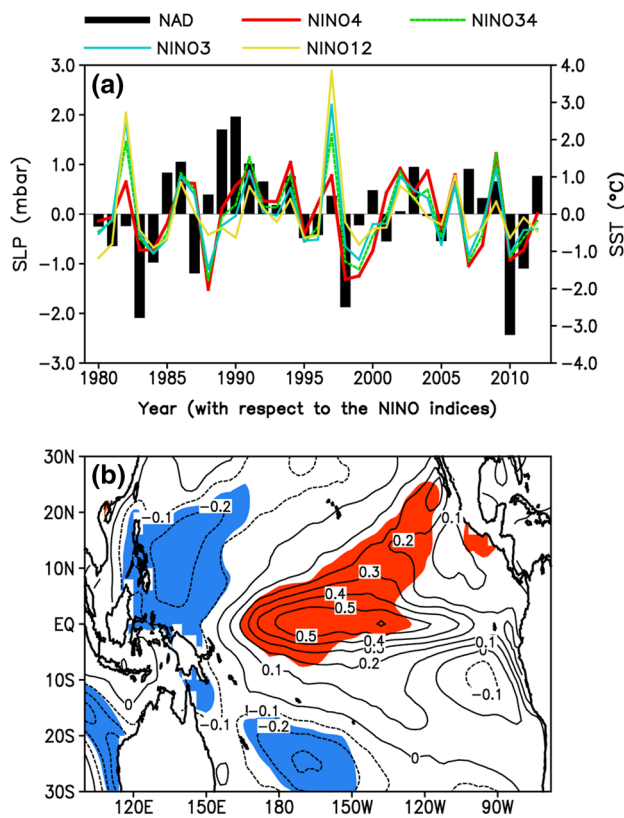 NAD NINO4 NINO34
NINO3 NINO12
(a)
3.0 4.0
2.0 3.0
1.0 2.0
0.0 1.0
−1.0 0.0
−2.0 −1.0
−3.0 −2.0
−3.0
−4.0
SLP (mbar)
SST (°C)
1980 1985 1990 1995 2000 2005 2010
Year (with respect to the NINO indices)
(b)
30N
20N
10N
EQ
10S
20S
30S
120E 150E 180 150W 120W 90W
−0.1 −0.2 0.1
0.2
0.3
0.4
0.5
0.5 0.4
0.3
0.1 0.2 0.1
0 −0.1
−0.1 −0.1
−0.2
0 0